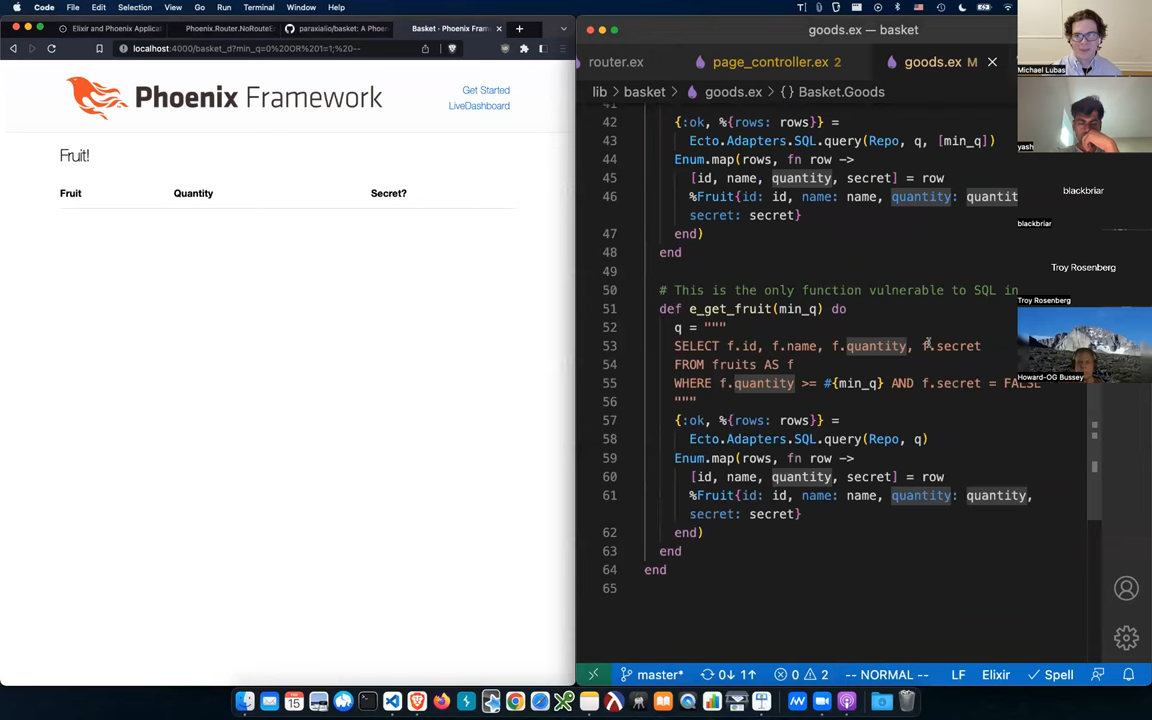 Code File Edit Selection View Go Run Terminal Window Help
Elixir and Phoenix Applicat
Phoenix.Router.NoRouteE
paraxialio/basket: A Phoen
Basket · Phoenix Fram
localhost:4000/basket_d?min_q=0%20OR%201=1;%20--
Phoenix Framework
Get Started
LiveDashboard
Fruit!
Fruit Quantity Secret?
goods.ex — basket
router.ex page_controller.ex 2 goods.ex M
lib basket goods.ex {} Basket.Goods
41
42 {:ok, %{rows: rows}} =
43 Ecto.Adapters.SQL.query(Repo, q, [min_q])
44 Enum.map(rows, fn row ->
45 [id, name, quantity, secret] = row
46 %Fruit{id: id, name: name, quantity: quantit
secret: secret}
47 end)
48 end
49
50 # This is the only function vulnerable to SQL in
51 def e_get_fruit(min_q) do
52 q = """
53 SELECT f.id, f.name, f.quantity, f.secret
54 FROM fruits AS f
55 WHERE f.quantity >= #{min_q} AND f.secret = FALSE
56 """
57 {:ok, %{rows: rows}} =
58 Ecto.Adapters.SQL.query(Repo, q)
59 Enum.map(rows, fn row ->
60 [id, name, quantity, secret] = row
61 %Fruit{id: id, name: name, quantity: quantity,
secret: secret}
62 end)
63 end
64 end
65
Michael Lubas
yash
blackbriar
blackbriar
Troy Rosenberg
Troy Rosenberg
Howard-OG Bussey
master* 0↓ 1↑ 0 2 -- NORMAL -- LF Elixir Spell
FEB
15